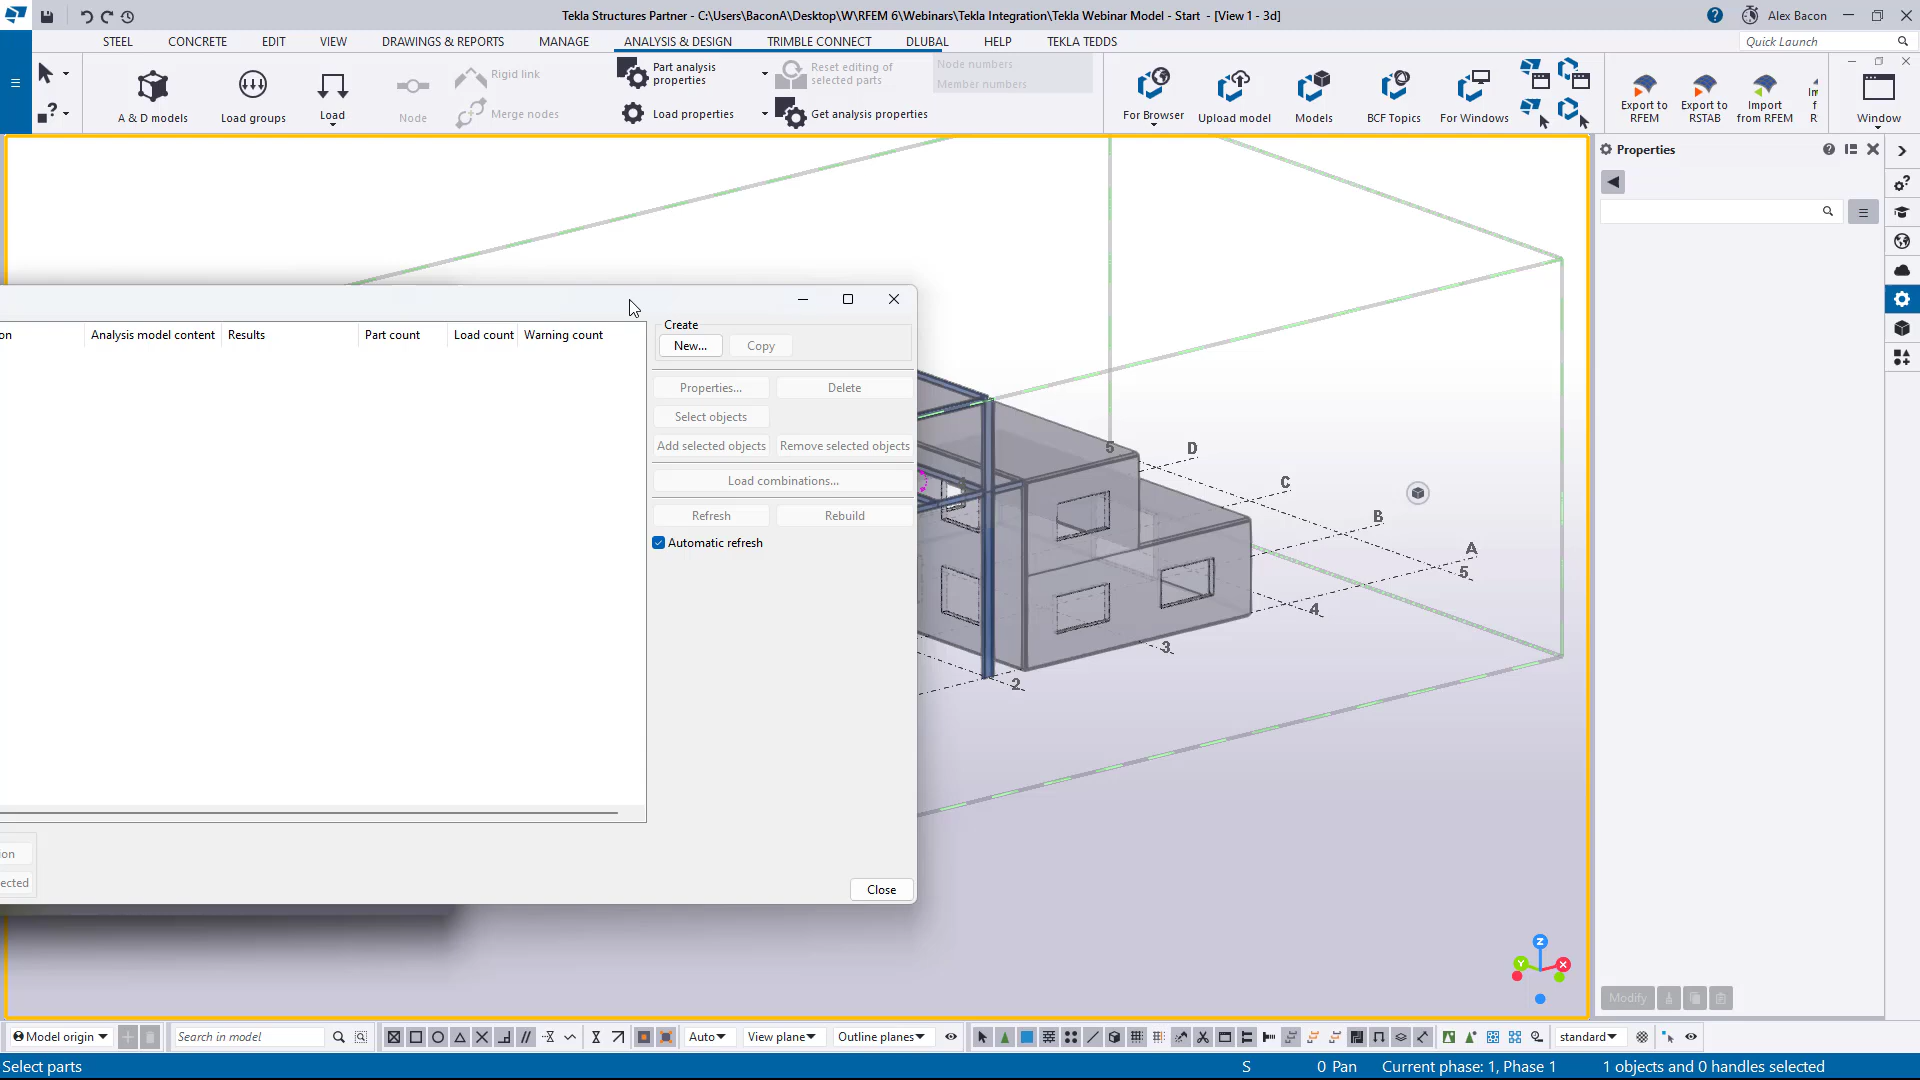 Tekla Structures Partner - C:\Users\BaconA\Desktop\W\RFEM 6\Webinars\Tekla Integration\Tekla Webinar Model - Start - [View 1 - 3d]
Alex Bacon
STEEL CONCRETE EDIT VIEW DRAWINGS & REPORTS MANAGE ANALYSIS & DESIGN TRIMBLE CONNECT DLUBAL HELP TEKLA TEDDS
Quick Launch
A & D models
Load groups
Load
Node
Rigid link
Merge nodes
Part analysis
properties
Load properties
Reset editing of
selected parts
Get analysis properties
Node numbers
Member numbers
For Browser
Upload model
Models
BCF Topics
For Windows
Export to
RFEM
Export to
RSTAB
Import
from RFEM
Window
Properties
on
Analysis model content
Results
Part count
Load count
Warning count
Create
New...
Copy
Properties...
Delete
Select objects
Add selected objects
Remove selected objects
Load combinations...
Refresh
Rebuild
Automatic refresh
ion
ected
Close
5
D
C
B
A
5
4
3
2
Z
Y
X
Modify
Model origin
Search in model
Auto
View plane
Outline planes
standard
Select parts
S
0 Pan
Current phase: 1, Phase 1
1 objects and 0 handles selected